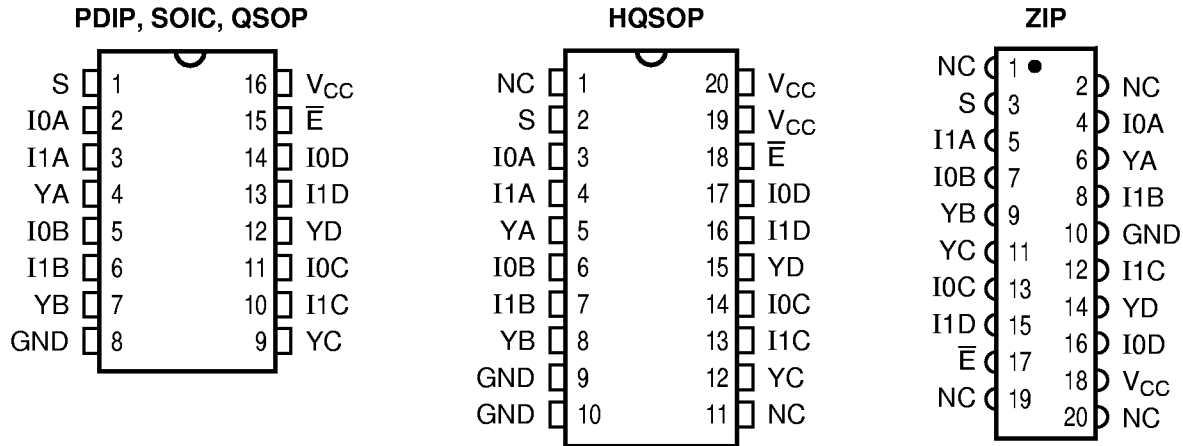 PDIP, SOIC, QSOP
S 1 16 VCC
I0A 2 15 E̅
I1A 3 14 I0D
YA 4 13 I1D
I0B 5 12 YD
I1B 6 11 I0C
YB 7 10 I1C
GND 8 9 YC
HQSOP
NC 1 20 VCC
S 2 19 VCC
I0A 3 18 E̅
I1A 4 17 I0D
YA 5 16 I1D
I0B 6 15 YD
I1B 7 14 I0C
YB 8 13 I1C
GND 9 12 YC
GND 10 11 NC
ZIP
NC 1
2 NC
S 3
4 I0A
I1A 5
6 YA
I0B 7
8 I1B
YB 9
10 GND
YC 11
12 I1C
I0C 13
14 YD
I1D 15
16 I0D
E̅ 17
18 VCC
NC 19
20 NC